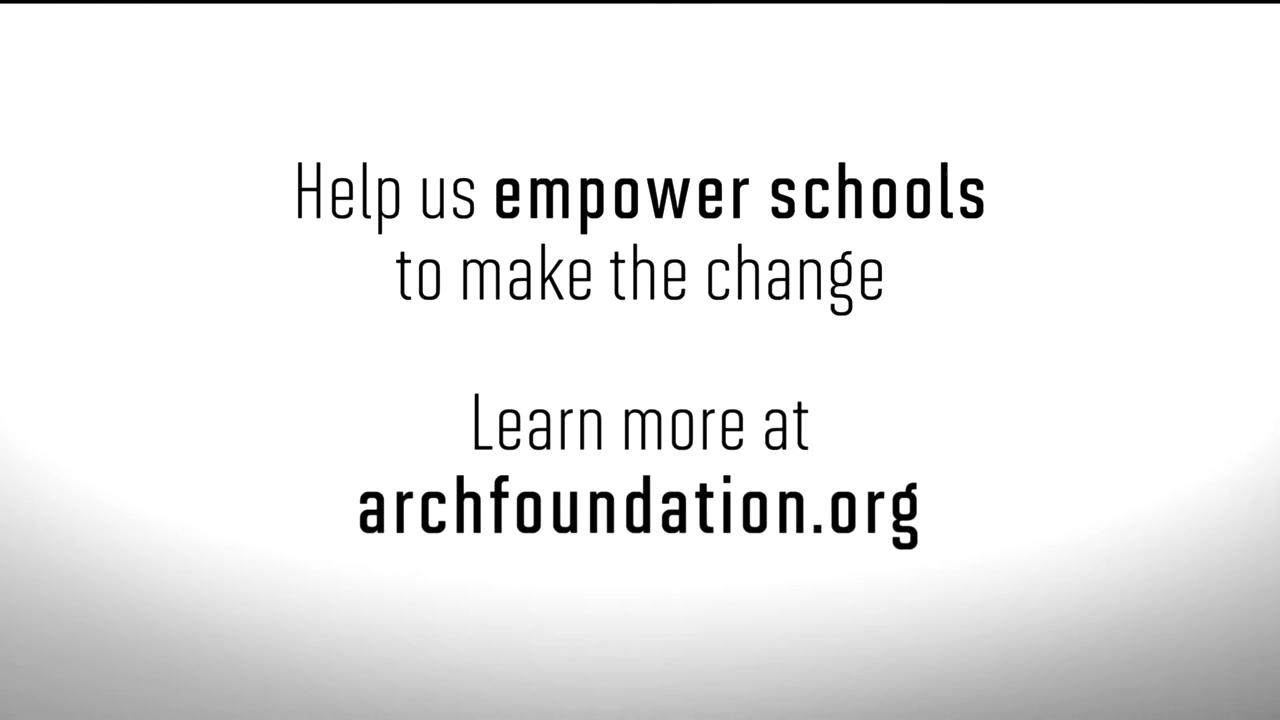 Help us empower schools
to make the change
Learn more at
archfoundation.org